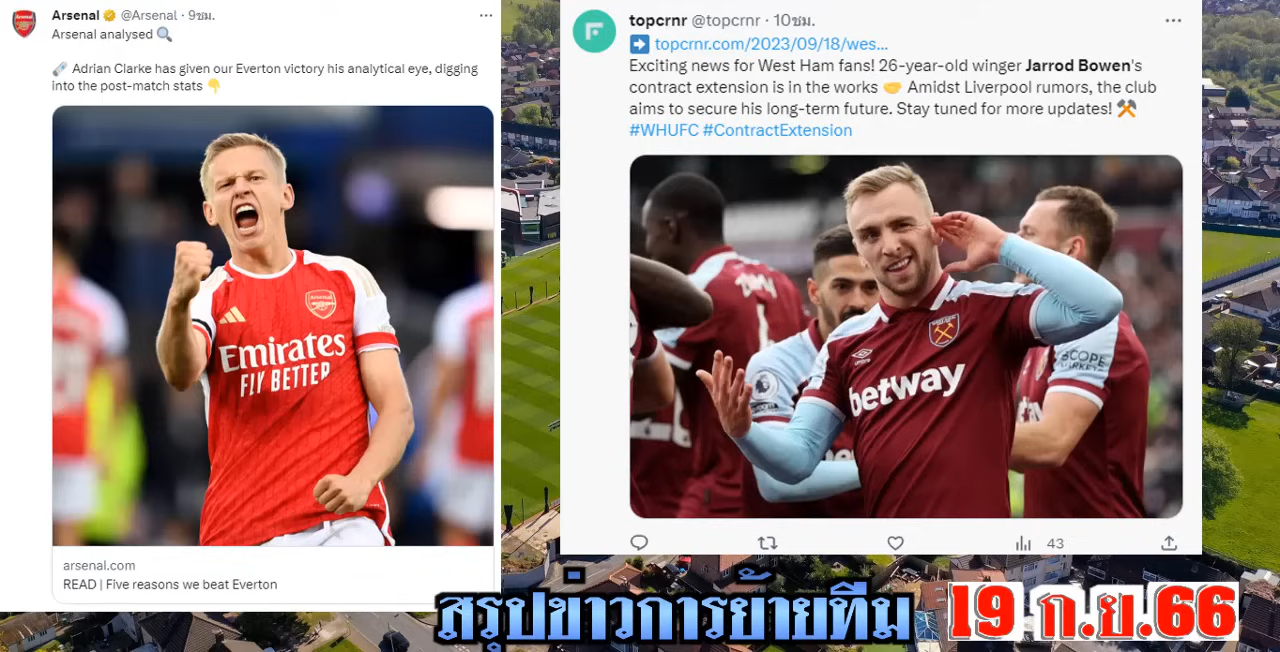 Arsenal @Arsenal · 9ชม.
Arsenal analysed 🔍
🩹 Adrian Clarke has given our Everton victory his analytical eye, digging
into the post-match stats 👇
Arsenal
Emirates
FLY BETTER
arsenal.com
READ | Five reasons we beat Everton
topcrnr @topcrnr · 10ชม.
➡️ topcrnr.com/2023/09/18/wes...
Exciting news for West Ham fans! 26-year-old winger Jarrod Bowen's
contract extension is in the works 🤝 Amidst Liverpool rumors, the club
aims to secure his long-term future. Stay tuned for more updates! ⚒️
#WHUFC #ContractExtension
umbro
betway
SCOPE
MARKETS
43
สรุปข่าวการย้ายทีม 19 ก.ย.66